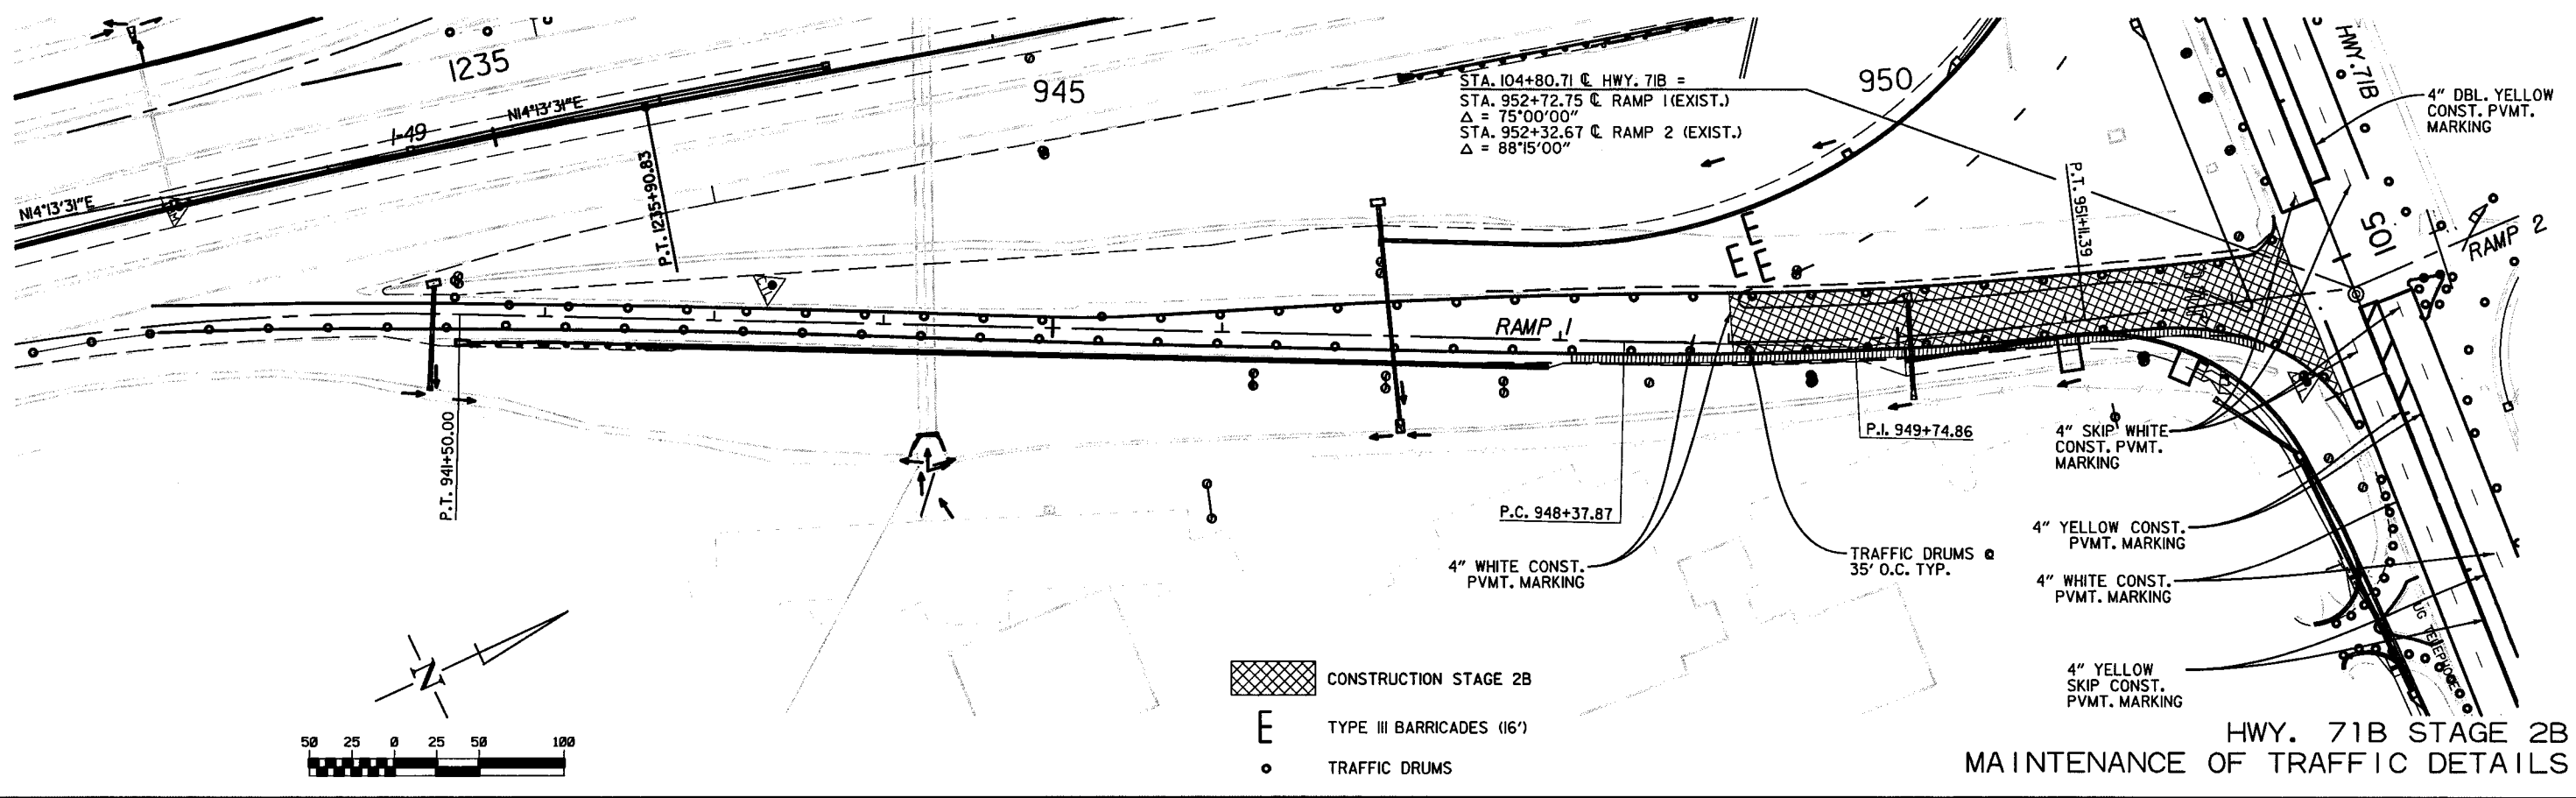 1235
945
950
HWY. 71B
N14°13'31"E
I-49
N14°13'31"E
P.T. 1235+90.83
STA. 104+80.71 ℄ HWY. 71B =
STA. 952+72.75 ℄ RAMP 1 (EXIST.)
Δ = 75°00'00"
STA. 952+32.67 ℄ RAMP 2 (EXIST.)
Δ = 88°15'00"
4" DBL. YELLOW
CONST. PVMT.
MARKING
P.T. 951+11.39
105
RAMP 2
RAMP 1
P.T. 941+50.00
P.I. 949+74.86
P.C. 948+37.87
4" SKIP WHITE
CONST. PVMT.
MARKING
4" WHITE CONST.
PVMT. MARKING
TRAFFIC DRUMS @
35' O.C. TYP.
4" YELLOW CONST.
PVMT. MARKING
4" WHITE CONST.
PVMT. MARKING
4" YELLOW
SKIP CONST.
PVMT. MARKING
UG TELEPHONE
N
50 25 0 25 50 100
CONSTRUCTION STAGE 2B
E TYPE III BARRICADES (16')
TRAFFIC DRUMS
HWY. 71B STAGE 2B
MAINTENANCE OF TRAFFIC DETAILS